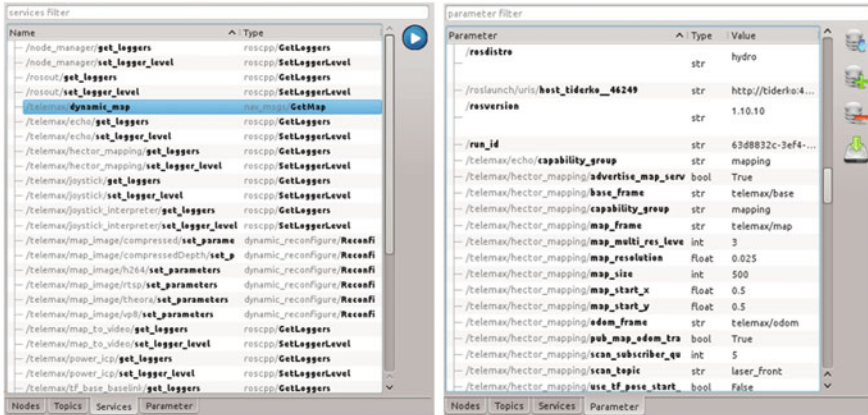 services filter
Name Type
/node_manager/get_loggers roscpp/GetLoggers
/node_manager/set_logger_level roscpp/SetLoggerLevel
/rosout/get_loggers roscpp/GetLoggers
/rosout/set_logger_level roscpp/SetLoggerLevel
/telemax/dynamic_map nav_msgs/GetMap
/telemax/echo/get_loggers roscpp/GetLoggers
/telemax/echo/set_logger_level roscpp/SetLoggerLevel
/telemax/hector_mapping/get_loggers roscpp/GetLoggers
/telemax/hector_mapping/set_logger_level roscpp/SetLoggerLevel
/telemax/joystick/get_loggers roscpp/GetLoggers
/telemax/joystick/set_logger_level roscpp/SetLoggerLevel
/telemax/joystick_interpreter/get_loggers roscpp/GetLoggers
/telemax/joystick_interpreter/set_logger_level roscpp/SetLoggerLevel
/telemax/map_image/compressed/set_parame dynamic_reconfigure/Reconfi
/telemax/map_image/compressedDepth/set_p dynamic_reconfigure/Reconfi
/telemax/map_image/h264/set_parameters dynamic_reconfigure/Reconfi
/telemax/map_image/rtsp/set_parameters dynamic_reconfigure/Reconfi
/telemax/map_image/theora/set_parameters dynamic_reconfigure/Reconfi
/telemax/map_image/vp8/set_parameters dynamic_reconfigure/Reconfi
/telemax/map_to_video/get_loggers roscpp/GetLoggers
/telemax/map_to_video/set_logger_level roscpp/SetLoggerLevel
/telemax/power_icp/get_loggers roscpp/GetLoggers
/telemax/power_icp/set_logger_level roscpp/SetLoggerLevel
/telemax/tf_base_baselink/get_loggers roscpp/GetLoggers
Nodes Topics Services Parameter
parameter filter
Parameter Type Value
/rosdistro str hydro
/roslaunch/uris/host_tiderko__46249 str http://tiderko:4...
/rosversion str 1.10.10
/run_id str 63d8832c-3ef4-...
/telemax/echo/capability_group str mapping
/telemax/hector_mapping/advertise_map_serv bool True
/telemax/hector_mapping/base_frame str telemax/base
/telemax/hector_mapping/capability_group str mapping
/telemax/hector_mapping/map_frame str telemax/map
/telemax/hector_mapping/map_multi_res_leve int 3
/telemax/hector_mapping/map_resolution float 0.025
/telemax/hector_mapping/map_size int 500
/telemax/hector_mapping/map_start_x float 0.5
/telemax/hector_mapping/map_start_y float 0.5
/telemax/hector_mapping/odom_frame str telemax/odom
/telemax/hector_mapping/pub_map_odom_tra bool True
/telemax/hector_mapping/scan_subscriber_qu int 5
/telemax/hector_mapping/scan_topic str laser_front
/telemax/hector_mapping/use_tf_pose_start_ bool False
Nodes Topics Services Parameter